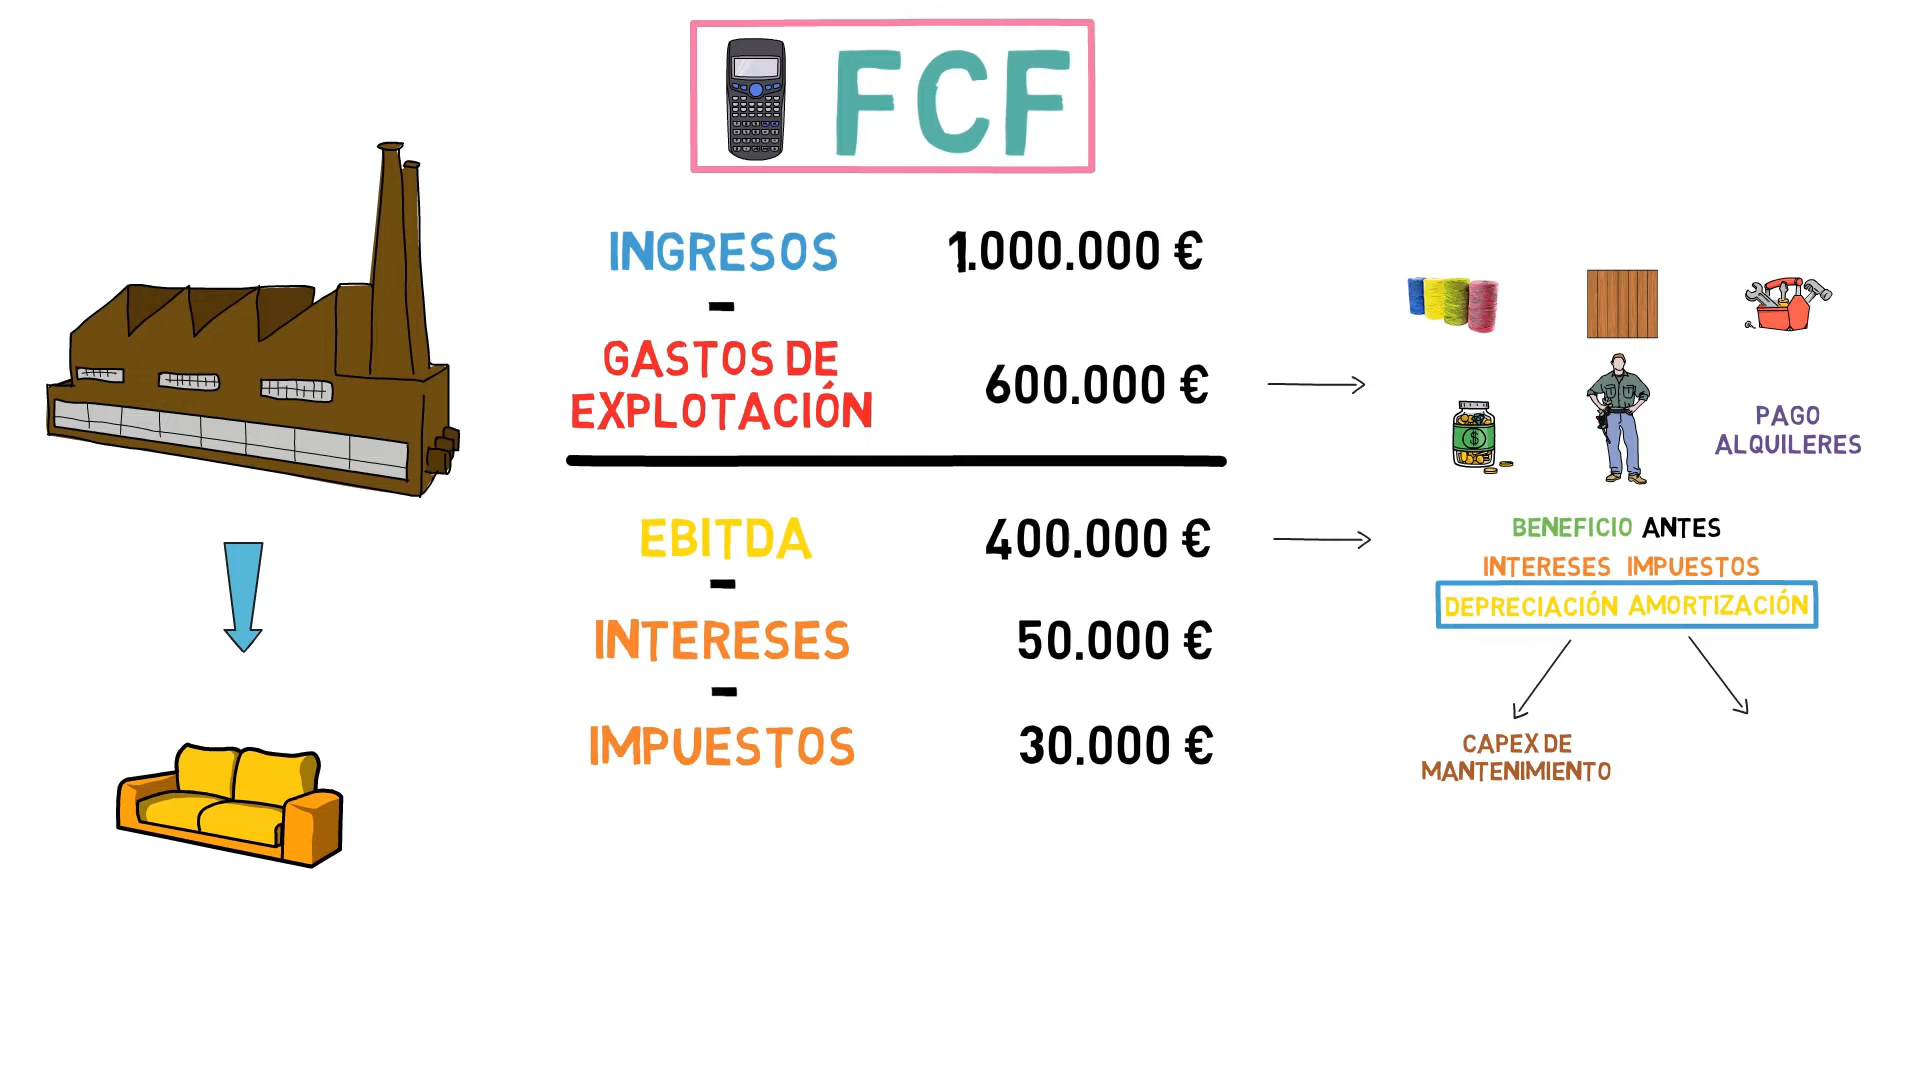 FCF
INGRESOS 1.000.000 €
-
GASTOS DE
EXPLOTACIÓN 600.000 €
PAGO
ALQUILERES
EBITDA 400.000 €
-
INTERESES 50.000 €
-
IMPUESTOS 30.000 €
BENEFICIO ANTES
INTERESES IMPUESTOS
DEPRECIACIÓN AMORTIZACIÓN
CAPEX DE
MANTENIMIENTO
$